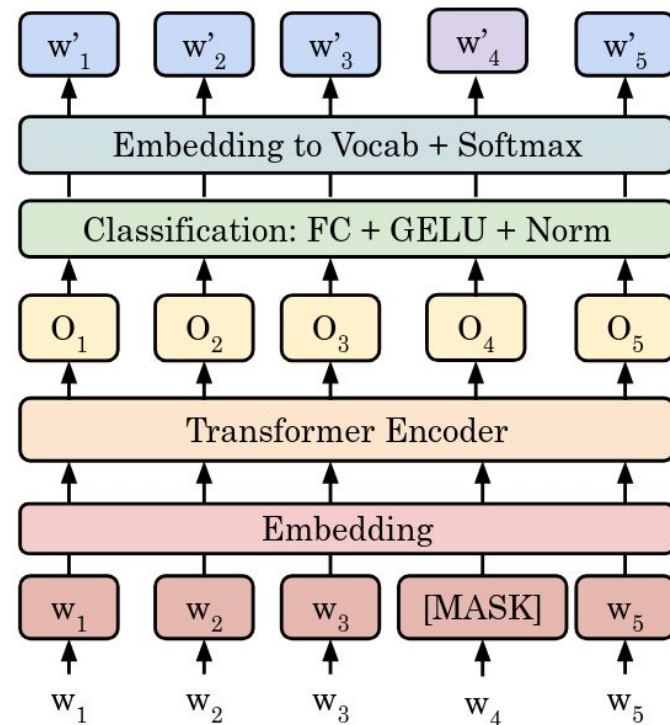 w'₁ w'₂ w'₃ w'₄ w'₅
Embedding to Vocab + Softmax
Classification: FC + GELU + Norm
O₁ O₂ O₃ O₄ O₅
Transformer Encoder
Embedding
w₁ w₂ w₃ [MASK] w₅
w₁ w₂ w₃ w₄ w₅